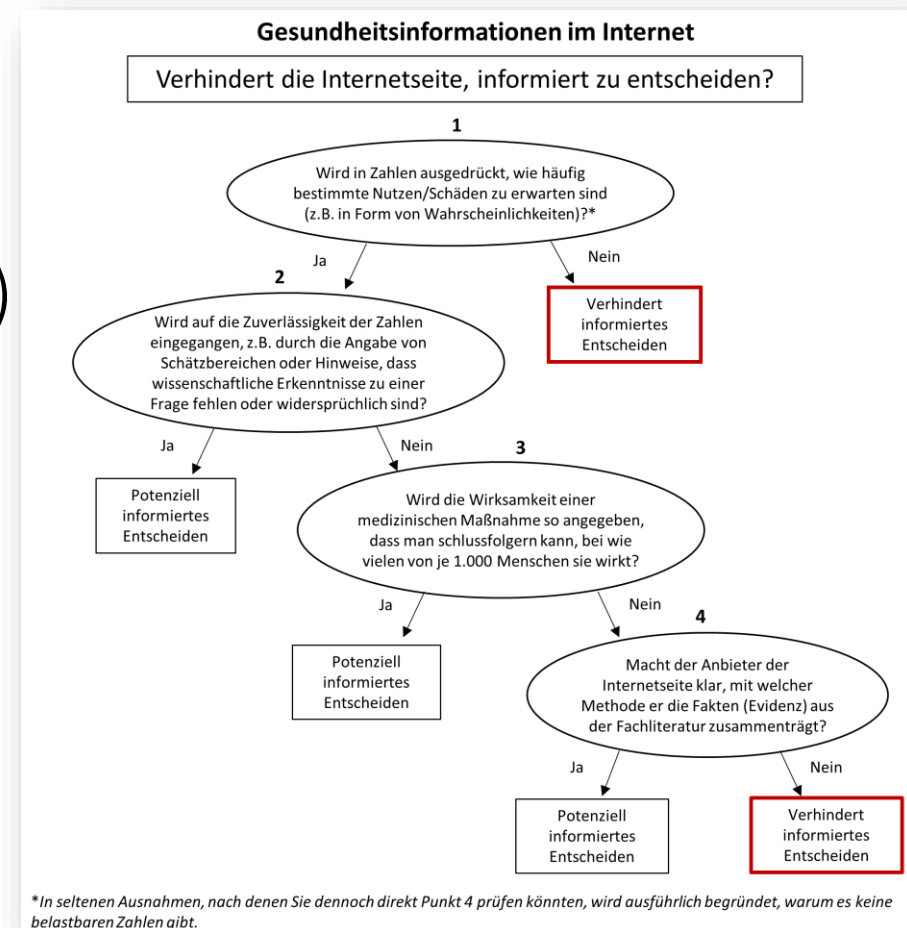 Gesundheitsinformationen im Internet
Verhindert die Internetseite, informiert zu entscheiden?
1
Wird in Zahlen ausgedrückt, wie häufig
bestimmte Nutzen/Schäden zu erwarten sind
(z.B. in Form von Wahrscheinlichkeiten)?*
Ja
Nein
2
Wird auf die Zuverlässigkeit der Zahlen
eingegangen, z.B. durch die Angabe von
Schätzbereichen oder Hinweise, dass
wissenschaftliche Erkenntnisse zu einer
Frage fehlen oder widersprüchlich sind?
Verhindert
informiertes
Entscheiden
Ja
Nein
Potenziell
informiertes
Entscheiden
3
Wird die Wirksamkeit einer
medizinischen Maßnahme so angegeben,
dass man schlussfolgern kann, bei wie
vielen von je 1.000 Menschen sie wirkt?
Ja
Nein
Potenziell
informiertes
Entscheiden
4
Macht der Anbieter der
Internetseite klar, mit welcher
Methode er die Fakten (Evidenz) aus
der Fachliteratur zusammenträgt?
Ja
Nein
Potenziell
informiertes
Entscheiden
Verhindert
informiertes
Entscheiden
*In seltenen Ausnahmen, nach denen Sie dennoch direkt Punkt 4 prüfen könnten, wird ausführlich begründet, warum es keine
belastbaren Zahlen gibt.